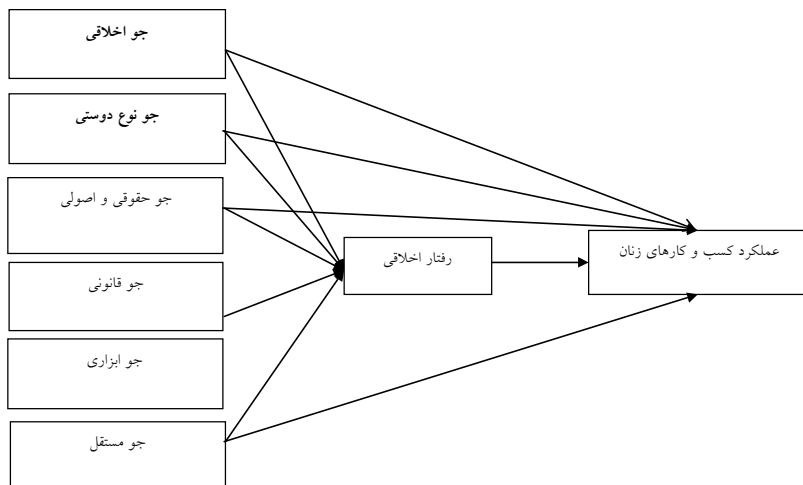 جو اخلاقی
جو نوع دوستی
جو حقوقی و اصولی
رفتار اخلاقی
عملکرد کسب و کارهای زنان
جو قانونی
جو ابزاری
جو مستقل